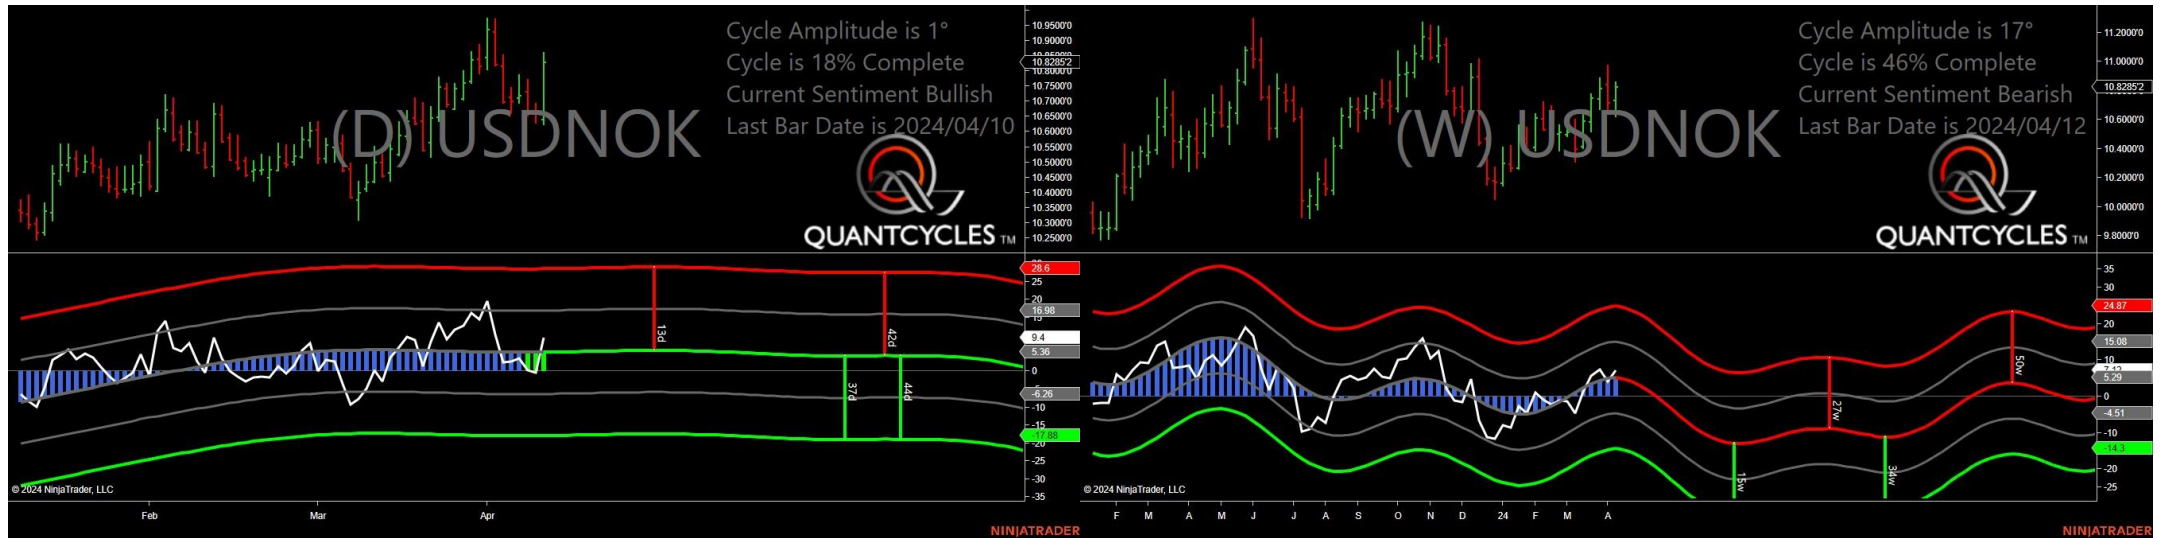 Cycle Amplitude is 1°
Cycle is 18% Complete
Current Sentiment Bullish
Last Bar Date is 2024/04/10
(D) USDNOK
QUANTCYCLES TM
10.9500'0
10.9000'0
10.8285'2
10.8000'0
10.7500'0
10.7000'0
10.6500'0
10.6000'0
10.5500'0
10.5000'0
10.4500'0
10.4000'0
10.3500'0
10.3000'0
10.2500'0
28.6
25
20
16.98
15
9.4
5.36
0
-6.26
-10
-15
-17.88
-20
-25
-30
-35
13d
42d
37d
44d
© 2024 NinjaTrader, LLC
Feb
Mar
Apr
NINJATRADER
Cycle Amplitude is 17°
Cycle is 46% Complete
Current Sentiment Bearish
Last Bar Date is 2024/04/12
(W) USDNOK
QUANTCYCLES TM
11.2000'0
11.0000'0
10.8285'2
10.6000'0
10.4000'0
10.2000'0
10.0000'0
9.8000'0
35
24.87
20
15.08
10
5.29
0
-4.51
-10
-14.3
-20
-25
50w
27w
15w
34w
© 2024 NinjaTrader, LLC
F M A M J J A S O N D 24 F M A
NINJATRADER